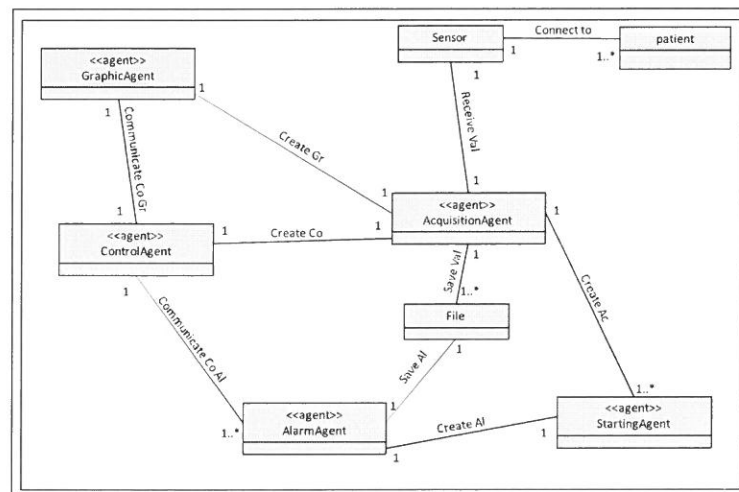 Sensor
Connect to
patient
1
1..*
1
<<agent>>
GraphicAgent
1
1
Communicate Co Gr
Create Gr
Receive Val
1
1
<<agent>>
AcquisitionAgent
1
1
1
1
<<agent>>
ControlAgent
1
Create Co
1
1
Save Val
1..*
File
1
Create Ac
Communicate Co Al
Save Al
1..*
<<agent>>
StartingAgent
1
1
<<agent>>
AlarmAgent
1..*
Create Al
1